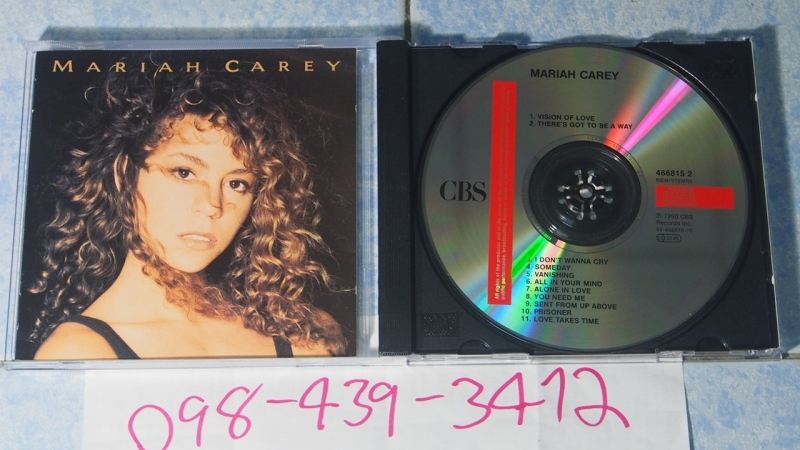 MARIAH CAREY
MARIAH CAREY
1. VISION OF LOVE
2. THERE'S GOT TO BE A WAY
CBS
466815 2
BIEM/STEMRA
℗ 1990 CBS
Records Inc.
3. I DON'T WANNA CRY
4. SOMEDAY
5. VANISHING
6. ALL IN YOUR MIND
7. ALONE IN LOVE
8. YOU NEED ME
9. SENT FROM UP ABOVE
10. PRISONER
11. LOVE TAKES TIME
098-439-3412